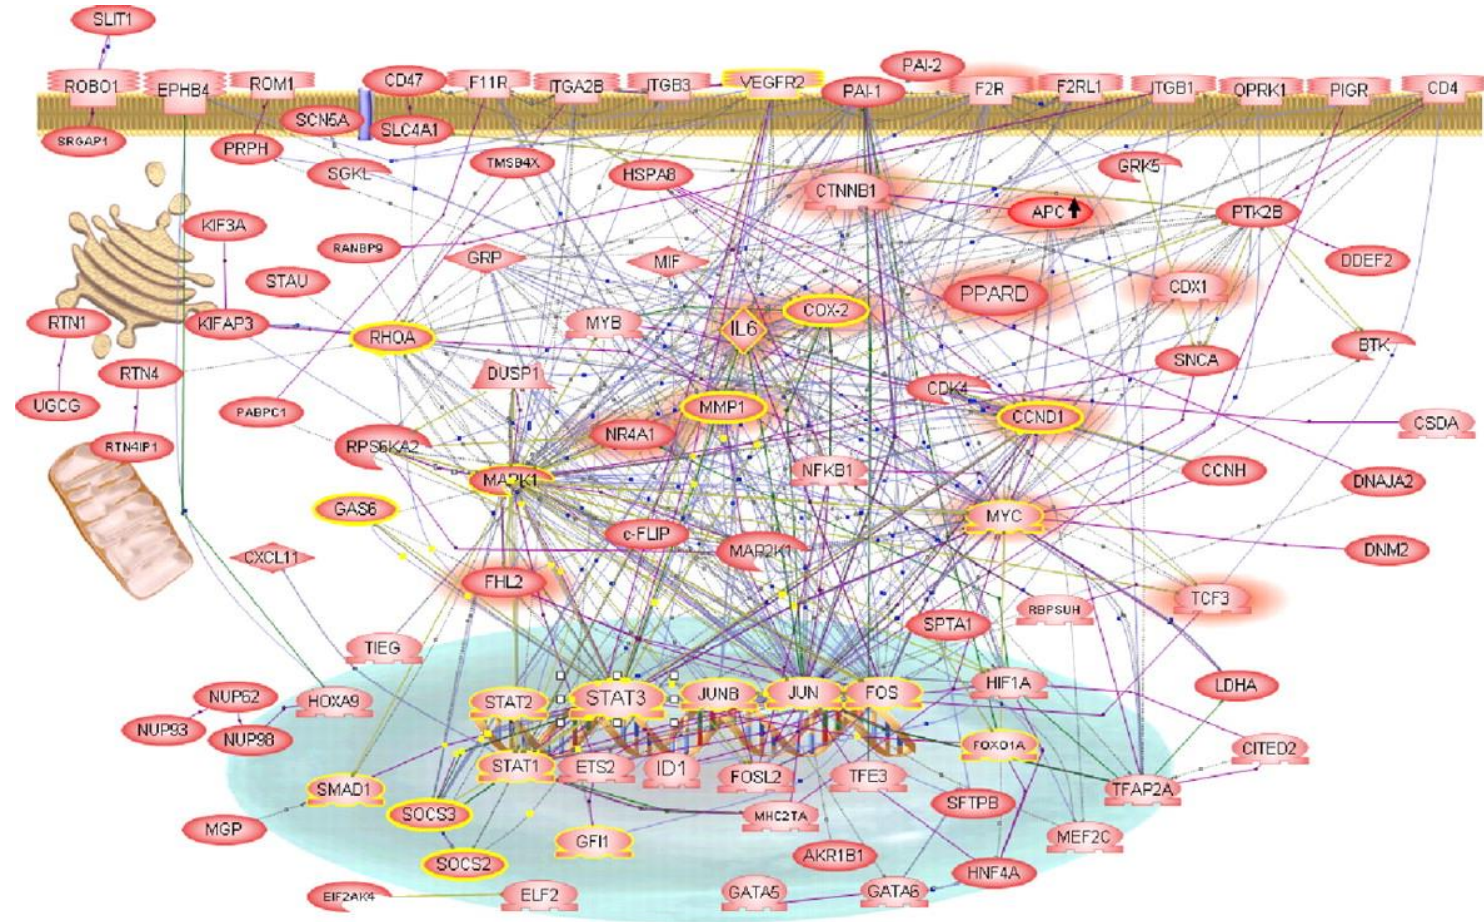 SLIT1
PAI-2
ROBO1
EPHB4
ROM1
CD47
F11R
ITGA2B
ITGB3
VEGFR2
PAI-1
F2R
F2RL1
ITGB1
OPRK1
PIGR
CD4
SRGAP1
SCN5A
PRPH
SLC4A1
SGKL
TMSB4X
HSPA8
CTNNB1
GRK5
APC
PTK2B
KIF3A
RANBP9
GRP
MIF
DDEF2
STAU
PPARD
CDX1
RTN1
KIFAP3
RHOA
MYB
IL6
COX-2
BTK
SNCA
RTN4
DUSP1
CDK4
UGCG
PABPC1
MMP1
CCND1
CSDA
RTN4IP1
RPS6KA2
NR4A1
NFKB1
CCNH
MAPK1
DNAJA2
GAS6
MYC
c-FLIP
MAP2K1
DNM2
CXCL11
FHL2
TCF3
RBPSUH
SPTA1
TIEG
NUP62
HOXA9
STAT2
STAT3
JUNB
JUN
FOS
HIF1A
LDHA
NUP93
NUP98
FOXO1A
CITED2
STAT1
ETS2
ID1
FOSL2
TFE3
SMAD1
TFAP2A
SOCS3
MHC2TA
SFTPB
MGP
GFI1
MEF2C
SOCS2
AKR1B1
HNF4A
EIF2AK4
ELF2
GATA5
GATA6